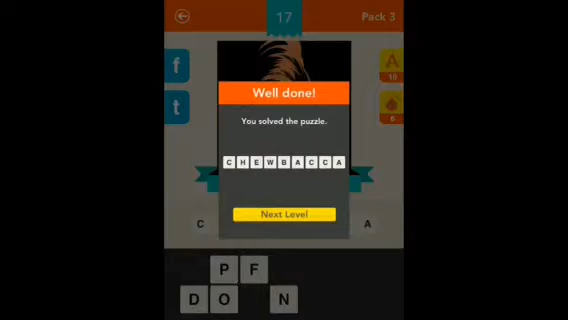 17
Pack 3
f
A
10
Well done!
t
6
You solved the puzzle.
CHEWBACCA
Next Level
C
A
P F
D O N